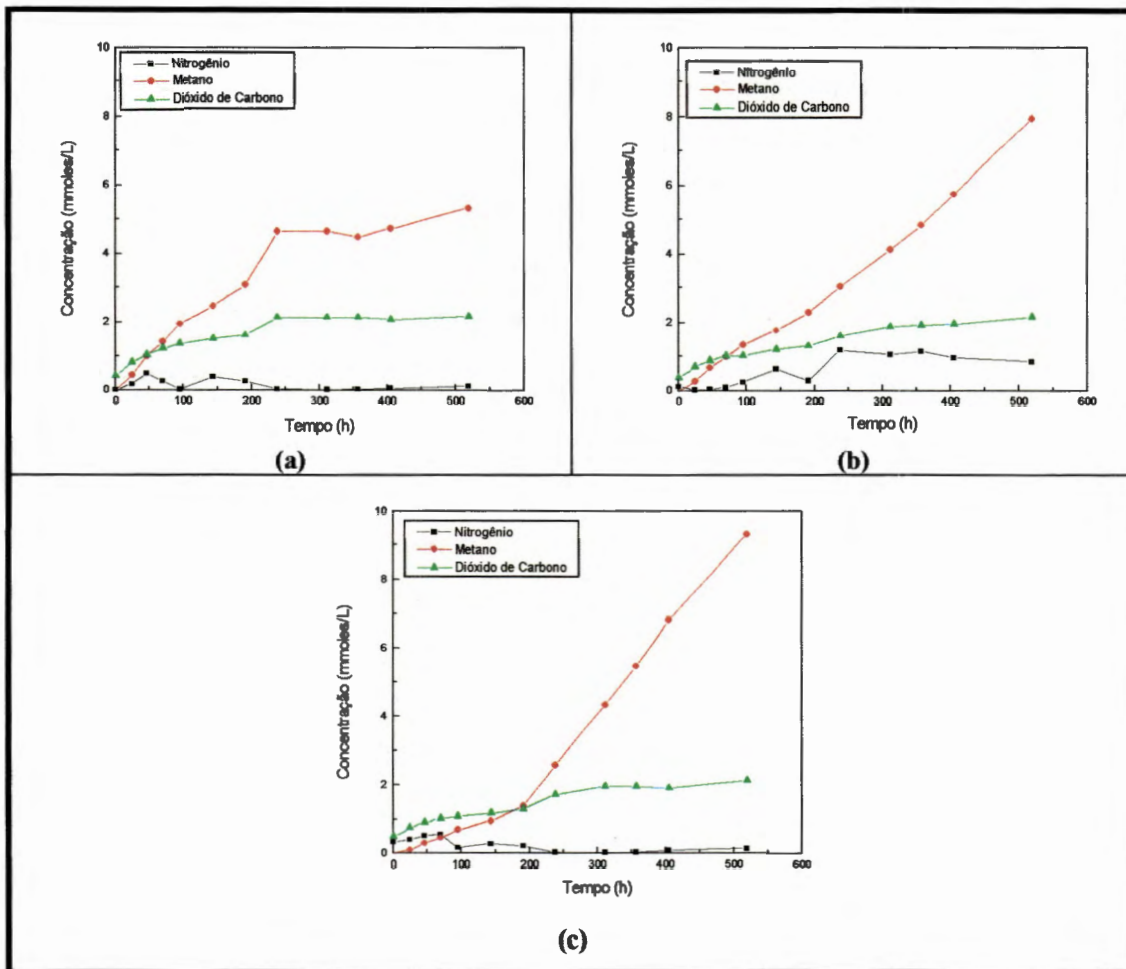 10
Nitrogênio
Metano
Dióxido de Carbono
8
6
4
2
0
Concentração (mmoles/L)
0 100 200 300 400 500 600
Tempo (h)
(a)
10
Nitrogênio
Metano
Dióxido de Carbono
8
6
4
2
0
Concentração (mmoles/L)
0 100 200 300 400 500 600
Tempo (h)
(b)
10
Nitrogênio
Metano
Dióxido de Carbono
8
6
4
2
0
Concentração (mmoles/L)
0 100 200 300 400 500 600
Tempo (h)
(c)